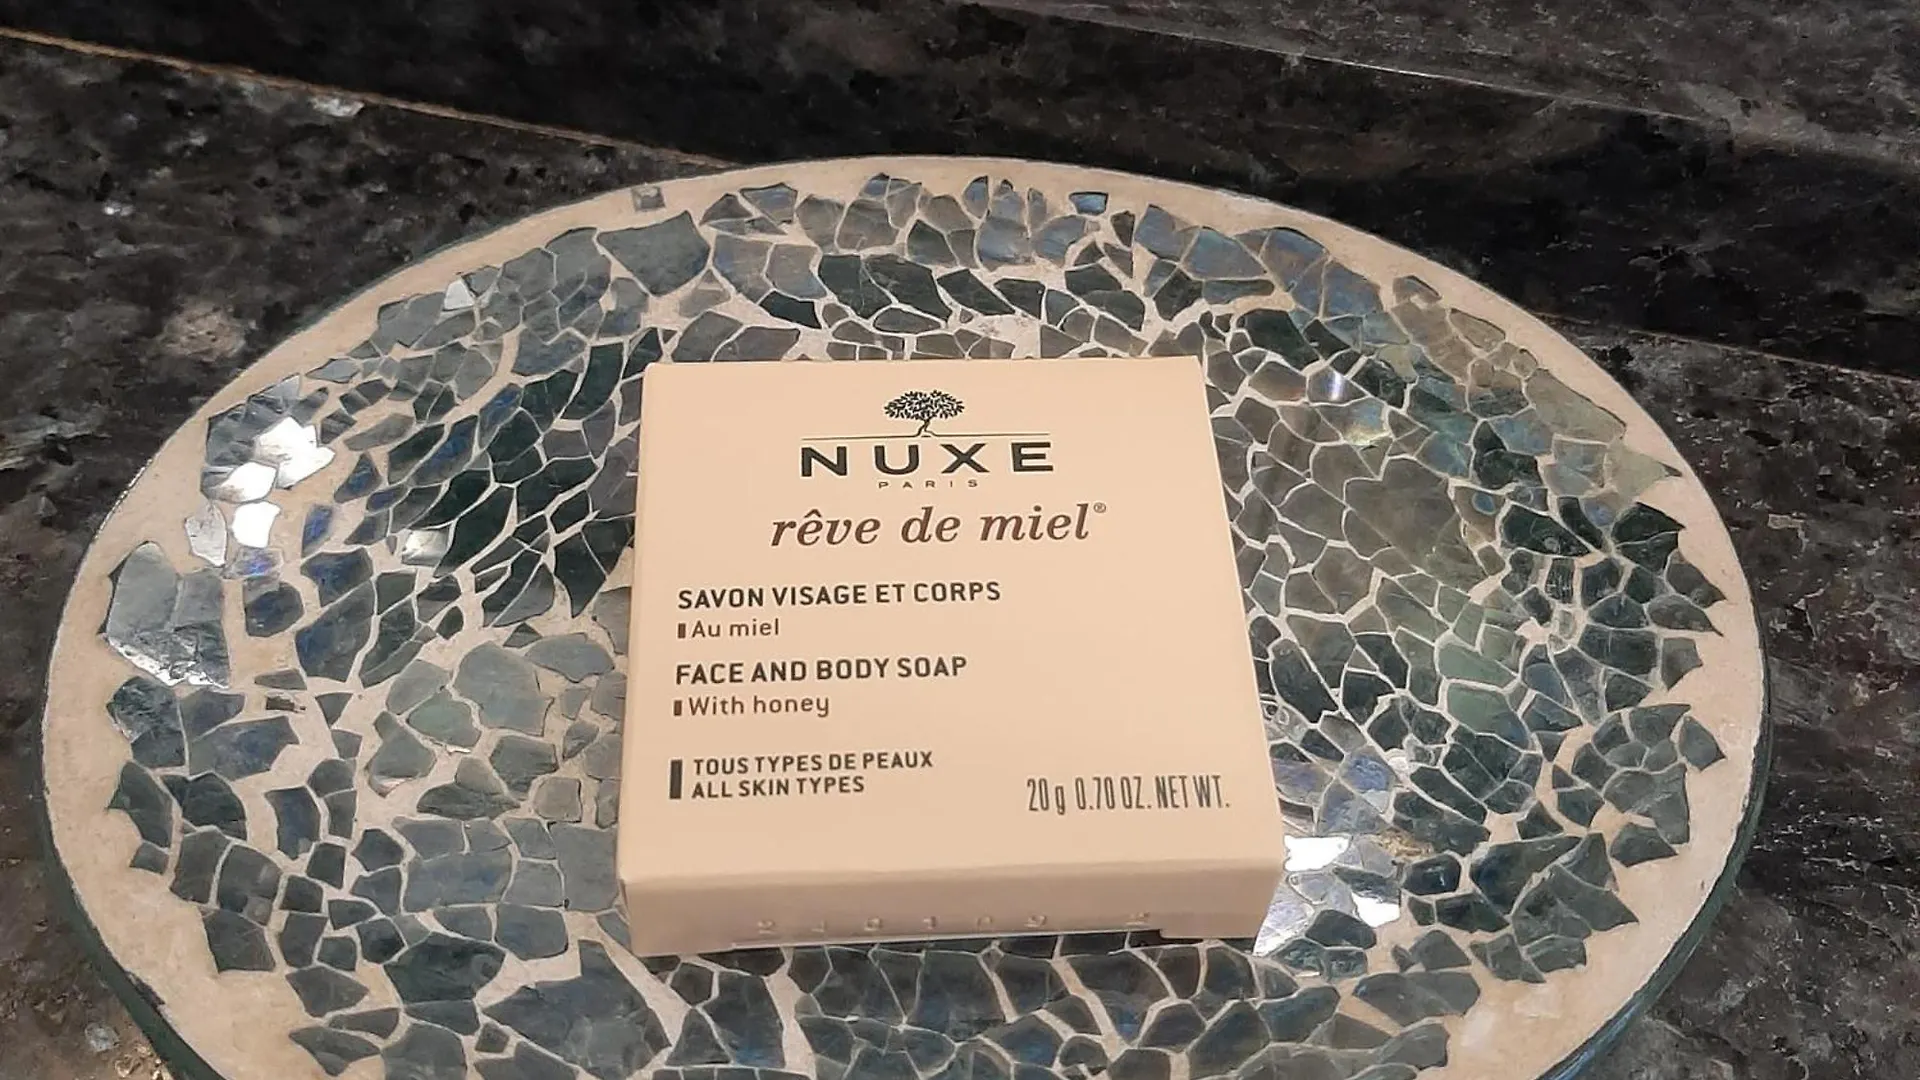 NUXE
PARIS
rêve de miel®
SAVON VISAGE ET CORPS
Au miel
FACE AND BODY SOAP
With honey
TOUS TYPES DE PEAUX
ALL SKIN TYPES
20g 0.70 OZ. NET WT.